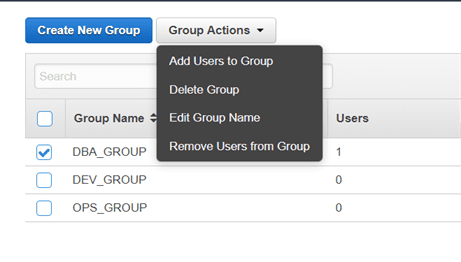 Create New Group
Group Actions
Add Users to Group
Delete Group
Edit Group Name
Remove Users from Group
Search
Group Name
Users
DBA_GROUP
1
DEV_GROUP
0
OPS_GROUP
0